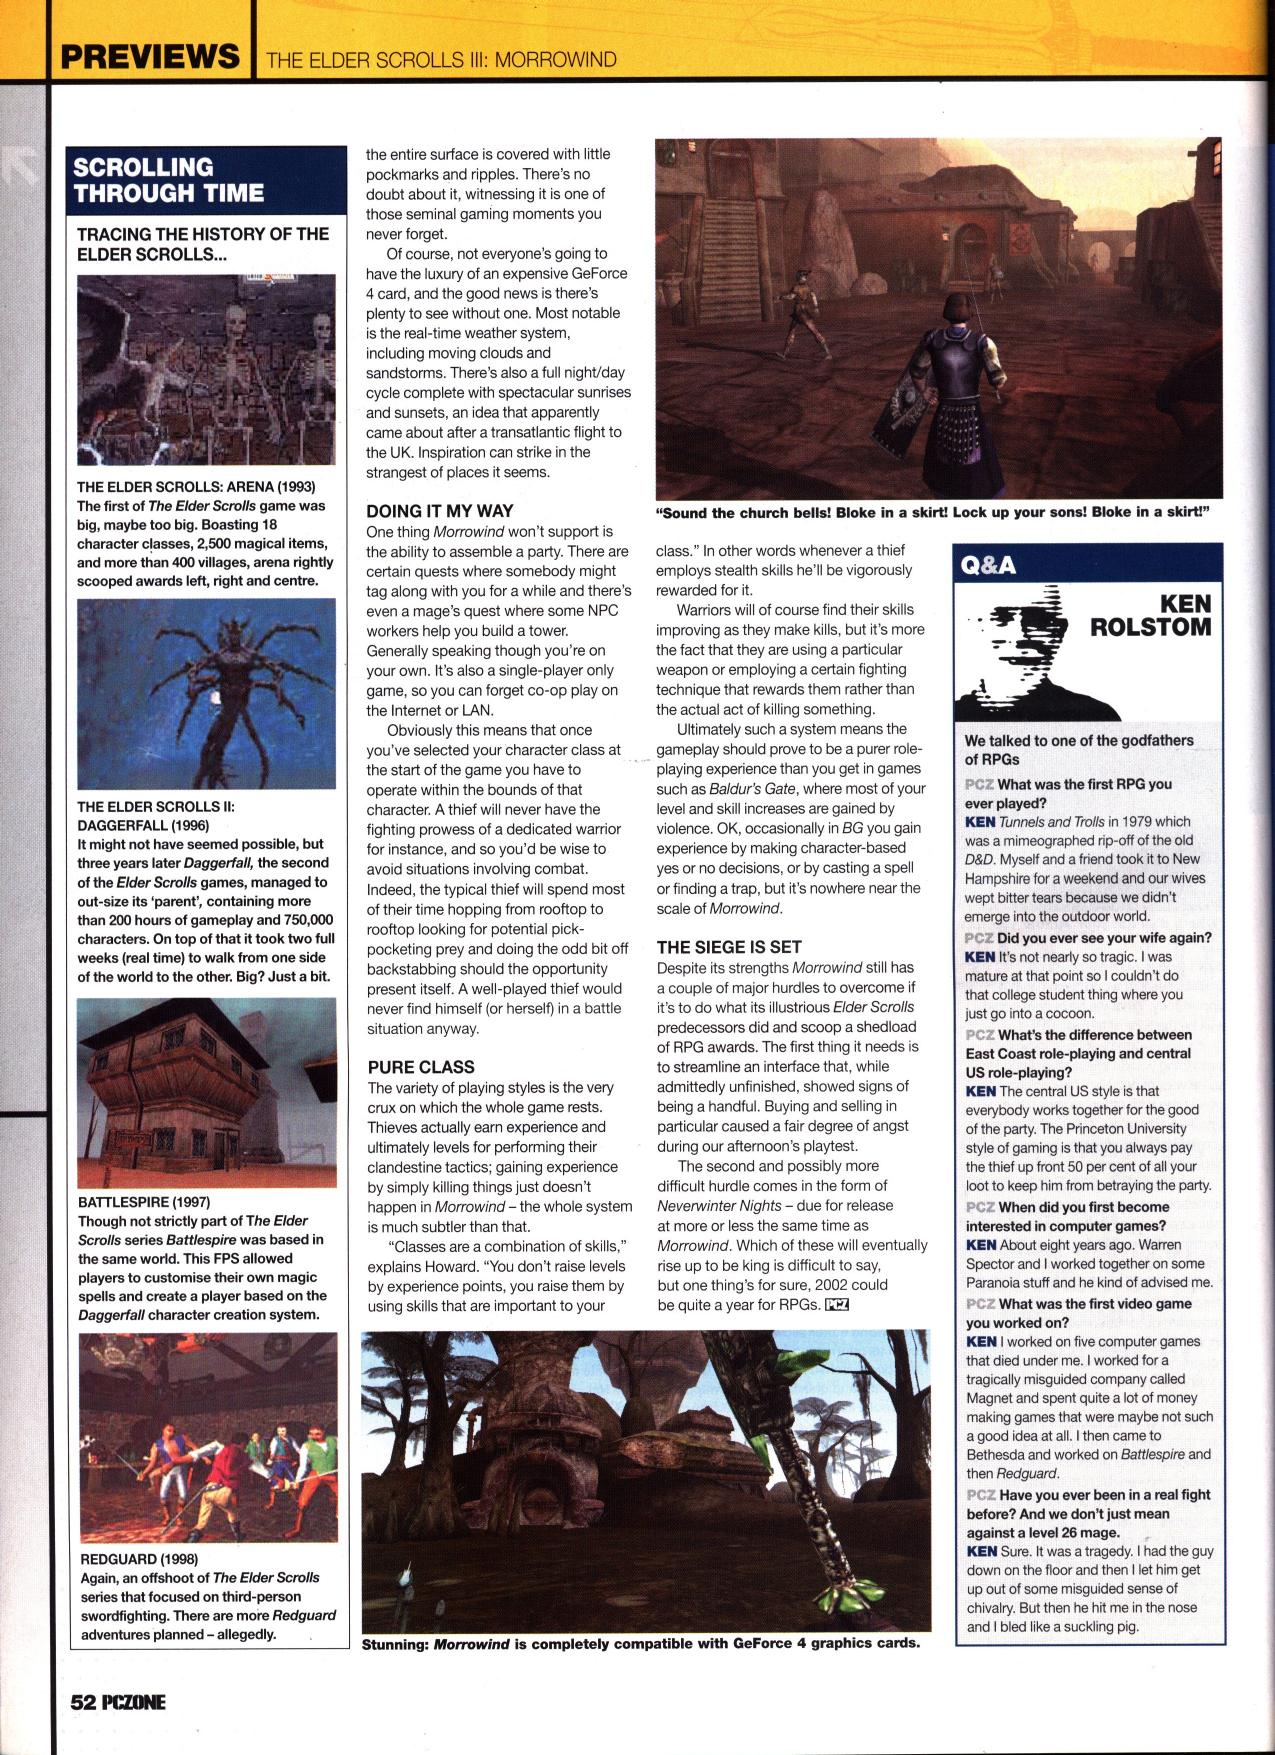 PREVIEWS
THE ELDER SCROLLS III: MORROWIND
SCROLLING
THROUGH TIME
TRACING THE HISTORY OF THE
ELDER SCROLLS...
THE ELDER SCROLLS: ARENA (1993)
The first of The Elder Scrolls game was
big, maybe too big. Boasting 18
character classes, 2,500 magical items,
and more than 400 villages, arena rightly
scooped awards left, right and centre.
THE ELDER SCROLLS II:
DAGGERFALL (1996)
It might not have seemed possible, but
three years later Daggerfall, the second
of the Elder Scrolls games, managed to
out-size its ‘parent’, containing more
than 200 hours of gameplay and 750,000
characters. On top of that it took two full
weeks (real time) to walk from one side
of the world to the other. Big? Just a bit.
BATTLESPIRE (1997)
Though not strictly part of The Elder
Scrolls series Battlespire was based in
the same world. This FPS allowed
players to customise their own magic
spells and create a player based on the
Daggerfall character creation system.
REDGUARD (1998)
Again, an offshoot of The Elder Scrolls
series that focused on third-person
swordfighting. There are more Redguard
adventures planned – allegedly.
the entire surface is covered with little
pockmarks and ripples. There's no
doubt about it, witnessing it is one of
those seminal gaming moments you
never forget.
Of course, not everyone's going to
have the luxury of an expensive GeForce
4 card, and the good news is there's
plenty to see without one. Most notable
is the real-time weather system,
including moving clouds and
sandstorms. There's also a full night/day
cycle complete with spectacular sunrises
and sunsets, an idea that apparently
came about after a transatlantic flight to
the UK. Inspiration can strike in the
strangest of places it seems.
DOING IT MY WAY
One thing Morrowind won't support is
the ability to assemble a party. There are
certain quests where somebody might
tag along with you for a while and there's
even a mage's quest where some NPC
workers help you build a tower.
Generally speaking though you're on
your own. It's also a single-player only
game, so you can forget co-op play on
the Internet or LAN.
Obviously this means that once
you've selected your character class at
the start of the game you have to
operate within the bounds of that
character. A thief will never have the
fighting prowess of a dedicated warrior
for instance, and so you'd be wise to
avoid situations involving combat.
Indeed, the typical thief will spend most
of their time hopping from rooftop to
rooftop looking for potential pick-
pocketing prey and doing the odd bit off
backstabbing should the opportunity
present itself. A well-played thief would
never find himself (or herself) in a battle
situation anyway.
PURE CLASS
The variety of playing styles is the very
crux on which the whole game rests.
Thieves actually earn experience and
ultimately levels for performing their
clandestine tactics; gaining experience
by simply killing things just doesn't
happen in Morrowind – the whole system
is much subtler than that.
“Classes are a combination of skills,”
explains Howard. “You don't raise levels
by experience points, you raise them by
using skills that are important to your
“Sound the church bells! Bloke in a skirt! Lock up your sons! Bloke in a skirt!”
class.” In other words whenever a thief
employs stealth skills he'll be vigorously
rewarded for it.
Warriors will of course find their skills
improving as they make kills, but it's more
the fact that they are using a particular
weapon or employing a certain fighting
technique that rewards them rather than
the actual act of killing something.
Ultimately such a system means the
gameplay should prove to be a purer role-
playing experience than you get in games
such as Baldur's Gate, where most of your
level and skill increases are gained by
violence. OK, occasionally in BG you gain
experience by making character-based
yes or no decisions, or by casting a spell
or finding a trap, but it's nowhere near the
scale of Morrowind.
THE SIEGE IS SET
Despite its strengths Morrowind still has
a couple of major hurdles to overcome if
it's to do what its illustrious Elder Scrolls
predecessors did and scoop a shedload
of RPG awards. The first thing it needs is
to streamline an interface that, while
admittedly unfinished, showed signs of
being a handful. Buying and selling in
particular caused a fair degree of angst
during our afternoon's playtest.
The second and possibly more
difficult hurdle comes in the form of
Neverwinter Nights – due for release
at more or less the same time as
Morrowind. Which of these will eventually
rise up to be king is difficult to say,
but one thing's for sure, 2002 could
be quite a year for RPGs. PCZ
Stunning: Morrowind is completely compatible with GeForce 4 graphics cards.
Q&A
KEN
ROLSTOM
We talked to one of the godfathers
of RPGs
PCZ What was the first RPG you
ever played?
KEN Tunnels and Trolls in 1979 which
was a mimeographed rip-off of the old
D&D. Myself and a friend took it to New
Hampshire for a weekend and our wives
wept bitter tears because we didn't
emerge into the outdoor world.
PCZ Did you ever see your wife again?
KEN It's not nearly so tragic. I was
mature at that point so I couldn't do
that college student thing where you
just go into a cocoon.
PCZ What's the difference between
East Coast role-playing and central
US role-playing?
KEN The central US style is that
everybody works together for the good
of the party. The Princeton University
style of gaming is that you always pay
the thief up front 50 per cent of all your
loot to keep him from betraying the party.
PCZ When did you first become
interested in computer games?
KEN About eight years ago. Warren
Spector and I worked together on some
Paranoia stuff and he kind of advised me.
PCZ What was the first video game
you worked on?
KEN I worked on five computer games
that died under me. I worked for a
tragically misguided company called
Magnet and spent quite a lot of money
making games that were maybe not such
a good idea at all. I then came to
Bethesda and worked on Battlespire and
then Redguard.
PCZ Have you ever been in a real fight
before? And we don't just mean
against a level 26 mage.
KEN Sure. It was a tragedy. I had the guy
down on the floor and then I let him get
up out of some misguided sense of
chivalry. But then he hit me in the nose
and I bled like a suckling pig.
52 PCZONE